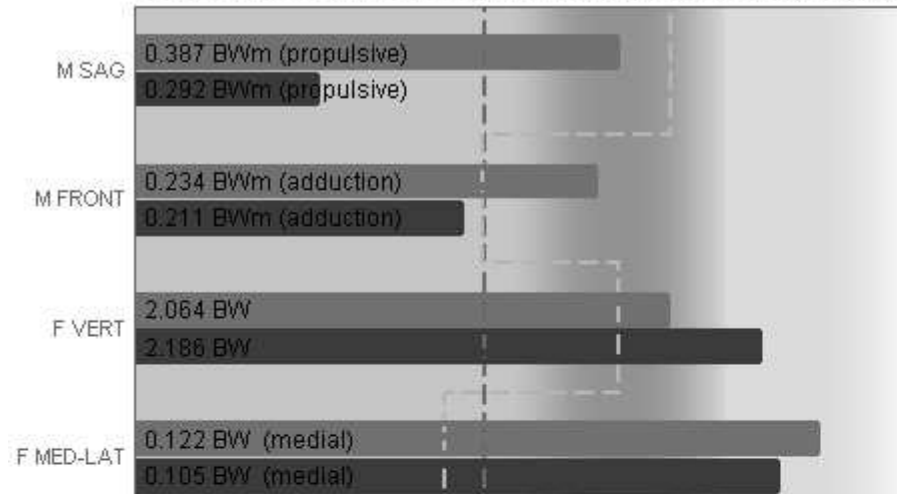 M SAG
0.387 BWm (propulsive)
0.292 BWm (propulsive)
M FRONT
0.234 BWm (adduction)
0.211 BWm (adduction)
F VERT
2.064 BW
2.186 BW
F MED-LAT
0.122 BW (medial)
0.105 BW (medial)